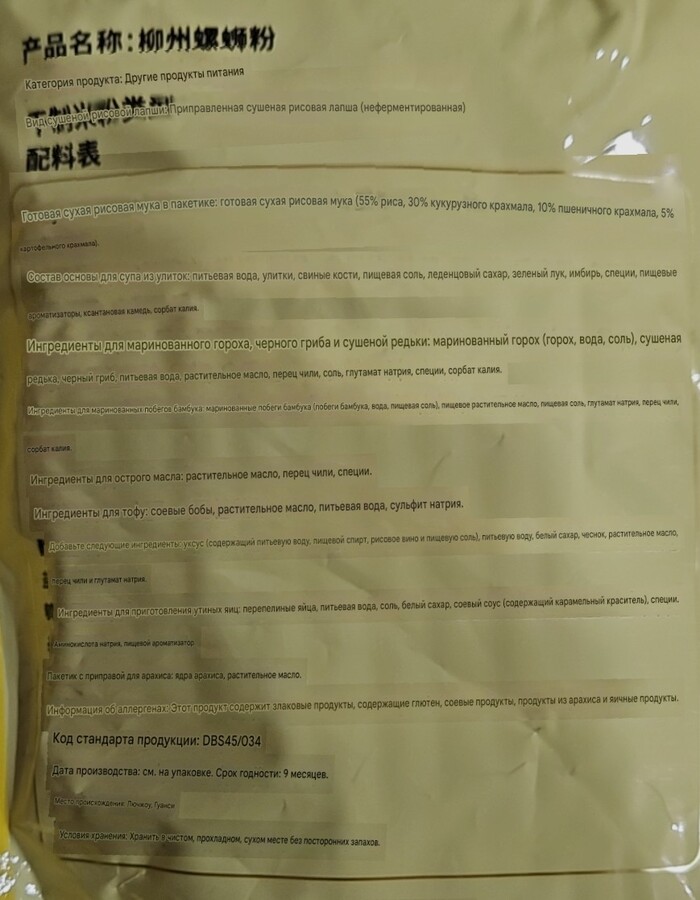 产品名称:柳州螺蛳粉
Категория продукта: Другие продукты питания
Вид сушеной рисовой лапши: Приправленная сушеная рисовая лапша (неферментированная)
配料表
Готовая сухая рисовая мука в пакетике: готовая сухая рисовая мука (55% риса, 30% кукурузного крахмала, 10% пшеничного крахмала, 5%
картофельного крахмала).
Состав основы для супа из улиток: питьевая вода, улитки, свиные кости, пищевая соль, леденцовый сахар, зеленый лук, имбирь, специи, пищевые
ароматизаторы, ксантановая камедь, сорбат калия.
Ингредиенты для маринованного гороха, черного гриба и сушеной редьки: маринованный горох (горох, вода, соль), сушеная
редька, черный гриб, питьевая вода, растительное масло, перец чили, соль, глутамат натрия, специи, сорбат калия.
Ингредиенты для маринованных побегов бамбука: маринованные побеги бамбука (побеги бамбука, вода, пищевая соль), пищевое растительное масло, пищевая соль, глутамат натрия, перец чили,
сорбат калия.
Ингредиенты для острого масла: растительное масло, перец чили, специи.
Ингредиенты для тофу: соевые бобы, растительное масло, питьевая вода, сульфит натрия.
Добавьте следующие ингредиенты: уксус (содержащий питьевую воду, пищевой спирт, рисовое вино и пищевую соль), питьевую воду, белый сахар, чеснок, растительное масло,
перец чили и глутамат натрия.
Ингредиенты для приготовления утиных яиц: перепелиные яйца, питьевая вода, соль, белый сахар, соевый соус (содержащий карамельный краситель), специи.
Аминокислота натрия, пищевой ароматизатор.
Пакетик с приправой для арахиса: ядра арахиса, растительное масло.
Информация об аллергенах: Этот продукт содержит злаковые продукты, содержащие глютен, соевые продукты, продукты из арахиса и яичные продукты.
Код стандарта продукции: DBS45/034
Дата производства: см. на упаковке. Срок годности: 9 месяцев.
Место происхождения: Лючжоу, Гуанси
Условия хранения: Хранить в чистом, прохладном, сухом месте без посторонних запахов.